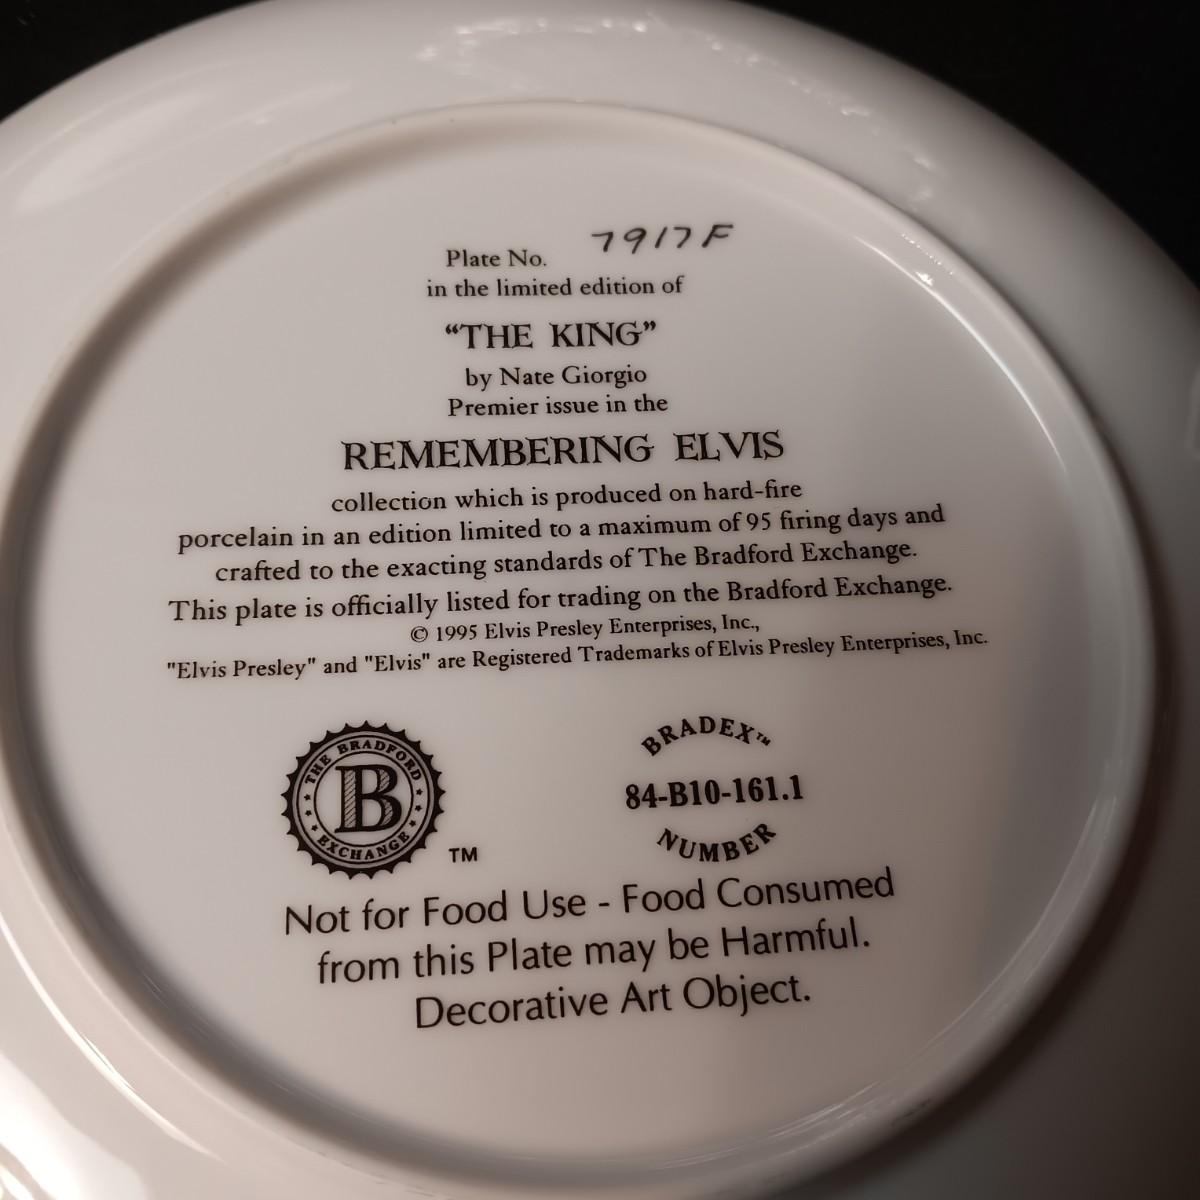 Plate No. 7917F
in the limited edition of
“THE KING”
by Nate Giorgio
Premier issue in the
REMEMBERING ELVIS
collection which is produced on hard-fire
porcelain in an edition limited to a maximum of 95 firing days and
crafted to the exacting standards of The Bradford Exchange.
This plate is officially listed for trading on the Bradford Exchange.
© 1995 Elvis Presley Enterprises, Inc.,
"Elvis Presley" and "Elvis" are Registered Trademarks of Elvis Presley Enterprises, Inc.
THE BRADFORD
B
EXCHANGE
TM
BRADEX™
84-B10-161.1
NUMBER
Not for Food Use - Food Consumed
from this Plate may be Harmful.
Decorative Art Object.